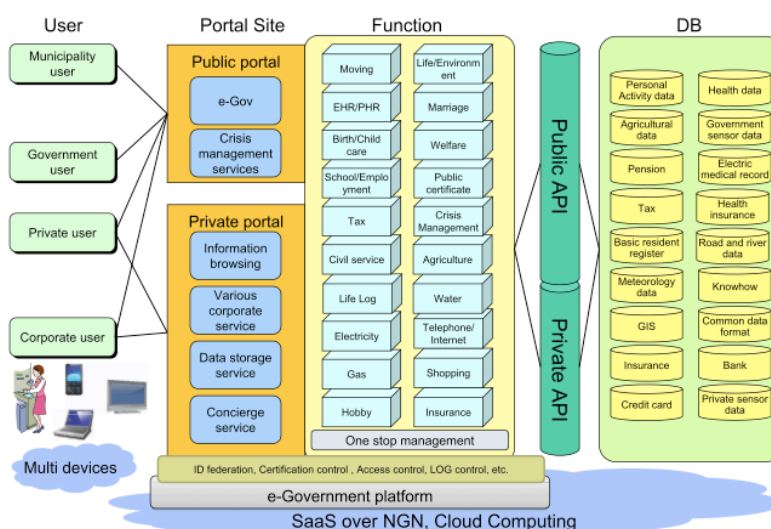 User
Portal Site
Function
DB
Municipality
user
Government
user
Private user
Corporate user
Multi devices
Public portal
e-Gov
Crisis
management
services
Private portal
Information
browsing
Various
corporate
service
Data storage
service
Concierge
service
Moving
Life/Environm
ent
EHR/PHR
Marriage
Birth/Child
care
Welfare
School/Emplo
yment
Public
certificate
Tax
Crisis
Management
Civil service
Agriculture
Life Log
Water
Electricity
Telephone/
Internet
Gas
Shopping
Hobby
Insurance
One stop management
Public API
Private API
Personal
Activity data
Health data
Agricultural
data
Government
sensor data
Pension
Electric
medical record
Tax
Health
insurance
Basic resident
register
Road and river
data
Meteorology
data
Knowhow
GIS
Common data
format
Insurance
Bank
Credit card
Private sensor
data
ID federation, Certification control , Access control, LOG control, etc.
e-Government platform
SaaS over NGN, Cloud Computing